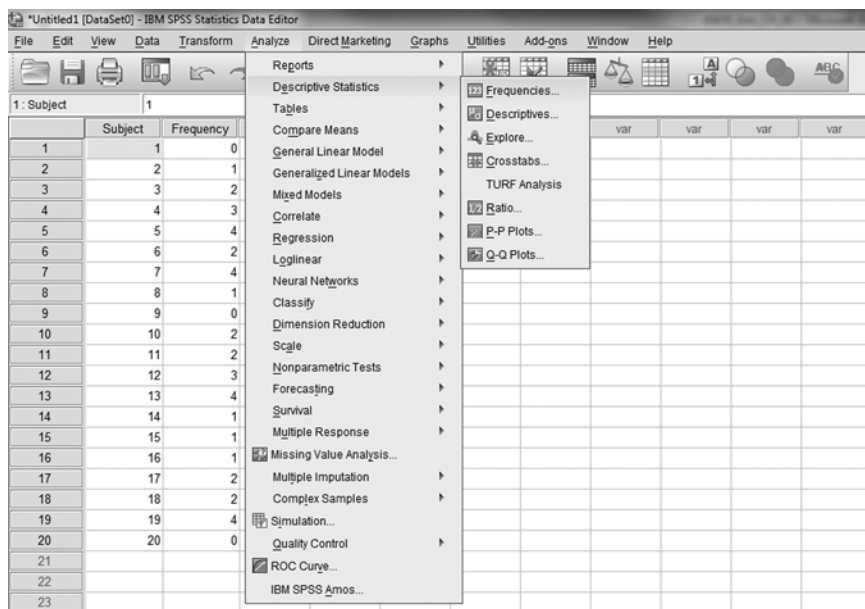 *Untitled1 [DataSet0] - IBM SPSS Statistics Data Editor
File Edit View Data Transform Analyze Direct Marketing Graphs Utilities Add-ons Window Help
1 : Subject 1
Subject Frequency var var var var
1 1 0
2 2 1
3 3 2
4 4 3
5 5 4
6 6 2
7 7 4
8 8 1
9 9 0
10 10 2
11 11 2
12 12 3
13 13 4
14 14 1
15 15 1
16 16 1
17 17 2
18 18 2
19 19 4
20 20 0
21
22
23
Reports
Descriptive Statistics
Tables
Compare Means
General Linear Model
Generalized Linear Models
Mixed Models
Correlate
Regression
Loglinear
Neural Networks
Classify
Dimension Reduction
Scale
Nonparametric Tests
Forecasting
Survival
Multiple Response
Missing Value Analysis...
Multiple Imputation
Complex Samples
Simulation...
Quality Control
ROC Curve...
IBM SPSS Amos...
Frequencies...
Descriptives...
Explore...
Crosstabs...
TURF Analysis
Ratio...
P-P Plots...
Q-Q Plots...